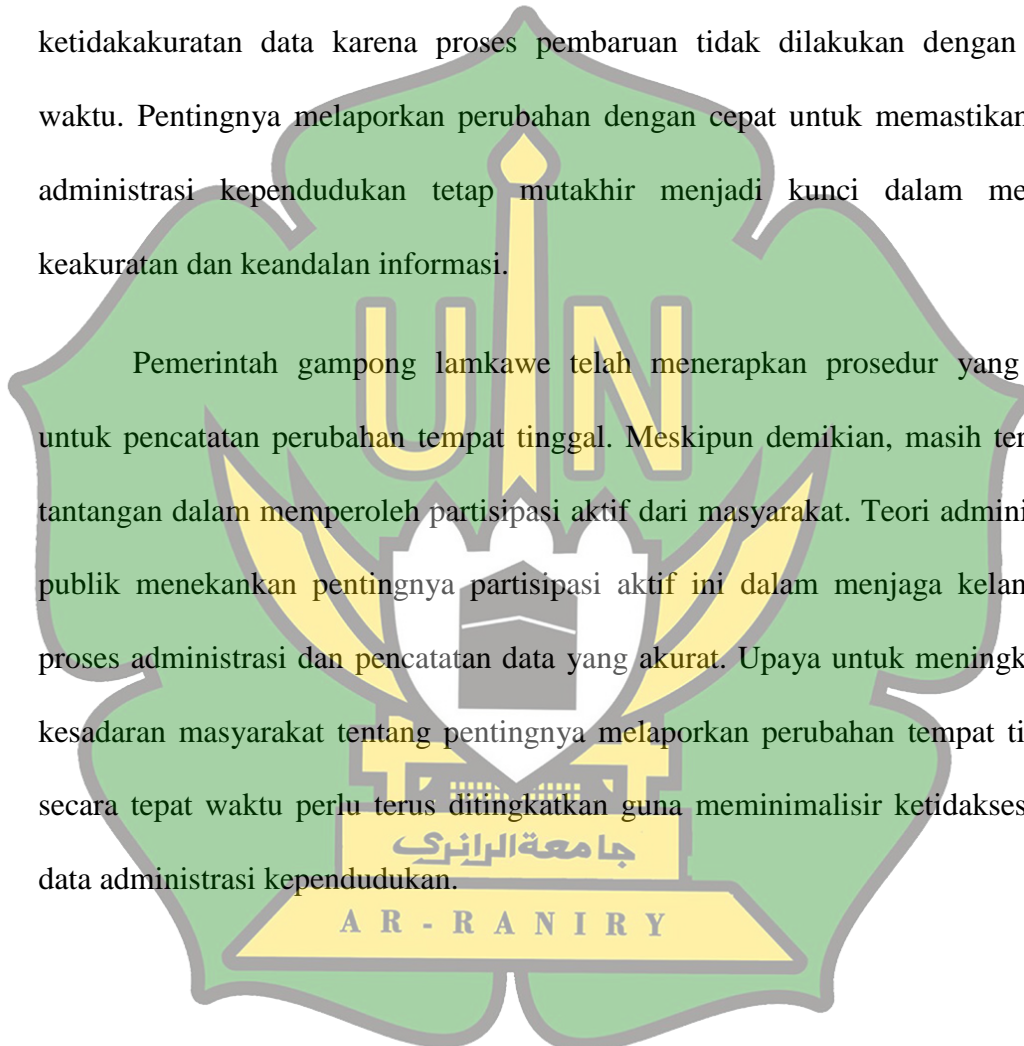 ketidakakuratan data karena proses pembaruan tidak dilakukan dengan
waktu. Pentingnya melaporkan perubahan dengan cepat untuk memastikan
administrasi kependudukan tetap mutakhir menjadi kunci dalam me
keakuratan dan keandalan informasi.
Pemerintah gampong lamkawe telah menerapkan prosedur yang
untuk pencatatan perubahan tempat tinggal. Meskipun demikian, masih ter
tantangan dalam memperoleh partisipasi aktif dari masyarakat. Teori admini
publik menekankan pentingnya partisipasi aktif ini dalam menjaga kelan
proses administrasi dan pencatatan data yang akurat. Upaya untuk meningk
kesadaran masyarakat tentang pentingnya melaporkan perubahan tempat ti
secara tepat waktu perlu terus ditingkatkan guna meminimalisir ketidakses
data administrasi kependudukan.
UIN
جامعة الرانري
AR-RANIRY